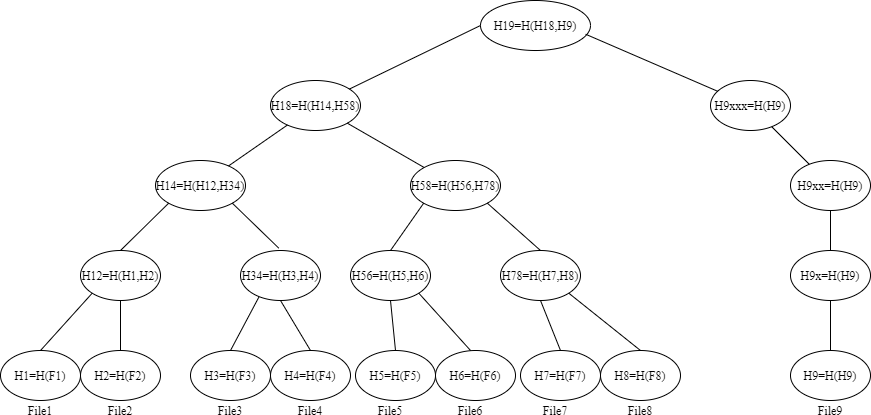 H19=H(H18,H9)
H18=H(H14,H58)
H9xxx=H(H9)
H14=H(H12,H34)
H58=H(H56,H78)
H9xx=H(H9)
H12=H(H1,H2)
H34=H(H3,H4)
H56=H(H5,H6)
H78=H(H7,H8)
H9x=H(H9)
H1=H(F1)
H2=H(F2)
H3=H(F3)
H4=H(F4)
H5=H(F5)
H6=H(F6)
H7=H(F7)
H8=H(F8)
H9=H(H9)
File1
File2
File3
File4
File5
File6
File7
File8
File9